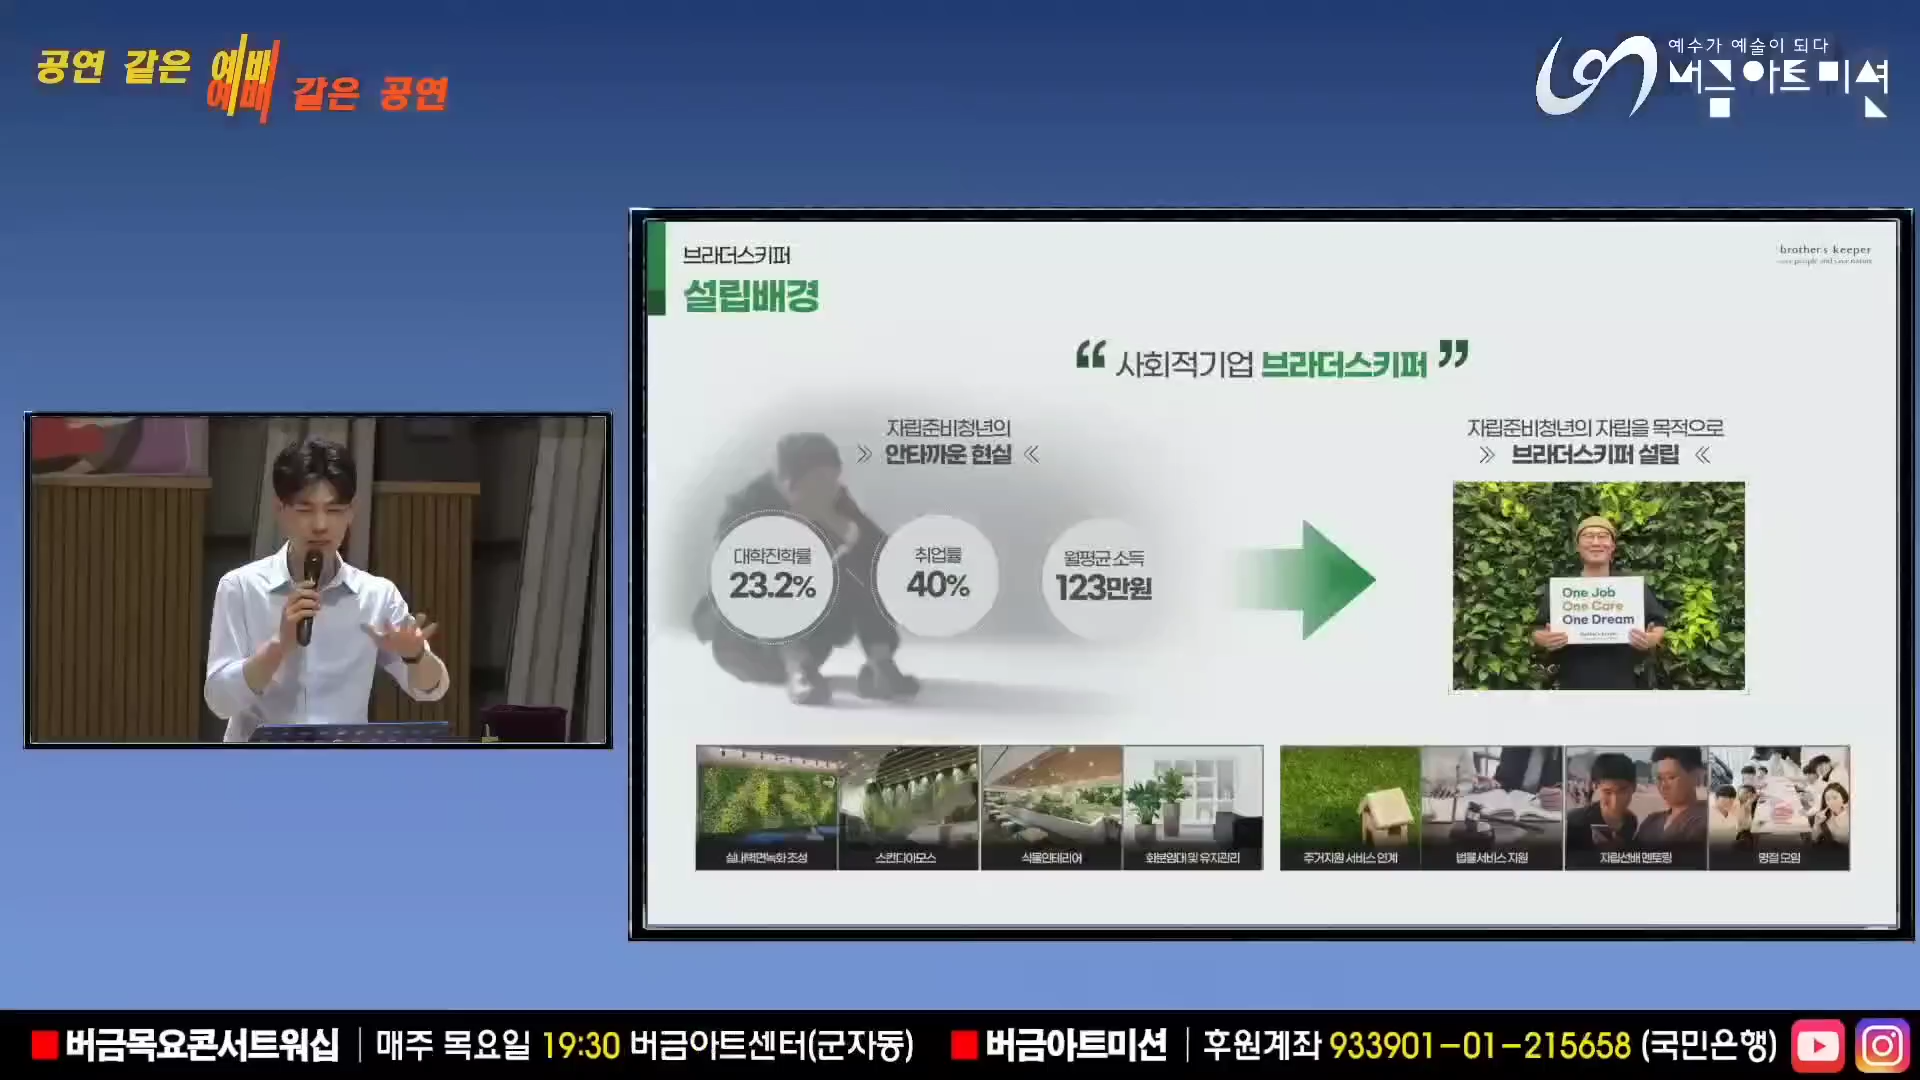 공연 같은 예배
예배 같은 공연
예수가 예술이 되다
버금아트미션
브라더스키퍼
설립배경
brother's keeper
“ 사회적기업 브라더스키퍼 ”
자립준비청년의
안타까운 현실
자립준비청년의 자립을 목적으로
브라더스키퍼 설립
대학진학률
23.2%
취업률
40%
월평균 소득
123만원
One Job
One Care
One Dream
실내벽면녹화 조성
스칸디아모스
식물인테리어
화분임대 및 유지관리
주거지원 서비스 연계
법률서비스 지원
자립선배 멘토링
명절 모임
버금목요콘서트워십 | 매주 목요일 19:30 버금아트센터(군자동)
버금아트미션 | 후원계좌 933901-01-215658 (국민은행)